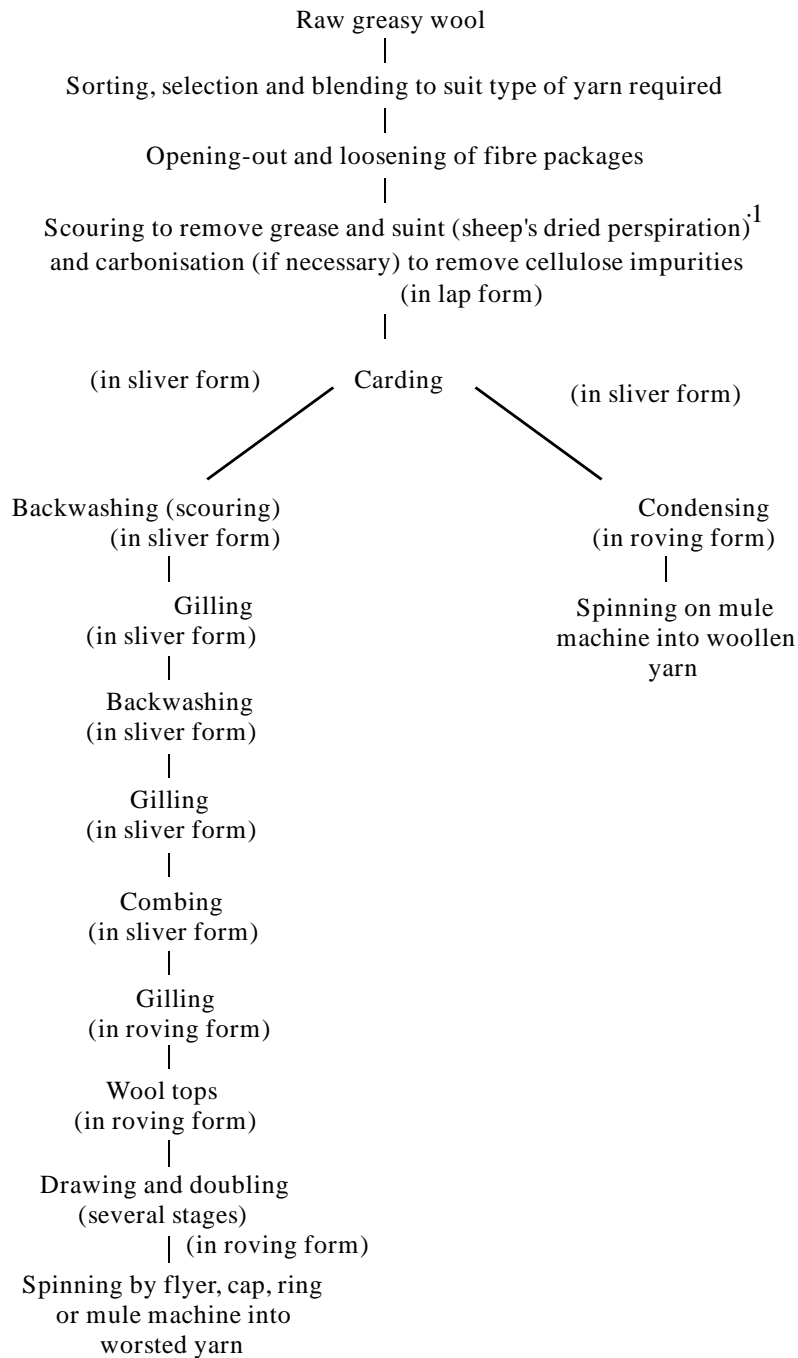 Raw greasy wool
Sorting, selection and blending to suit type of yarn required
Opening-out and loosening of fibre packages
Scouring to remove grease and suint (sheep's dried perspiration)·1
and carbonisation (if necessary) to remove cellulose impurities
(in lap form)
(in sliver form)
Carding
(in sliver form)
Backwashing (scouring)
(in sliver form)
Gilling
(in sliver form)
Backwashing
(in sliver form)
Gilling
(in sliver form)
Combing
(in sliver form)
Gilling
(in roving form)
Wool tops
(in roving form)
Drawing and doubling
(several stages)
(in roving form)
Spinning by flyer, cap, ring
or mule machine into
worsted yarn
Condensing
(in roving form)
Spinning on mule
machine into woollen
yarn